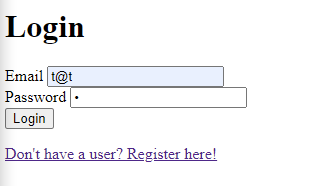 Login
Email t@t
Password •
Login
Don't have a user? Register here!